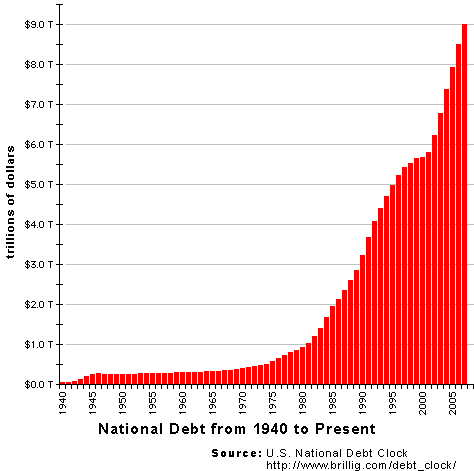 trillions of dollars
$9.0 T
$8.0 T
$7.0 T
$6.0 T
$5.0 T
$4.0 T
$3.0 T
$2.0 T
$1.0 T
$0.0 T
1940
1945
1950
1955
1960
1965
1970
1975
1980
1985
1990
1995
2000
2005
National Debt from 1940 to Present
Source: U.S. National Debt Clock
http://www.brillig.com/debt_clock/